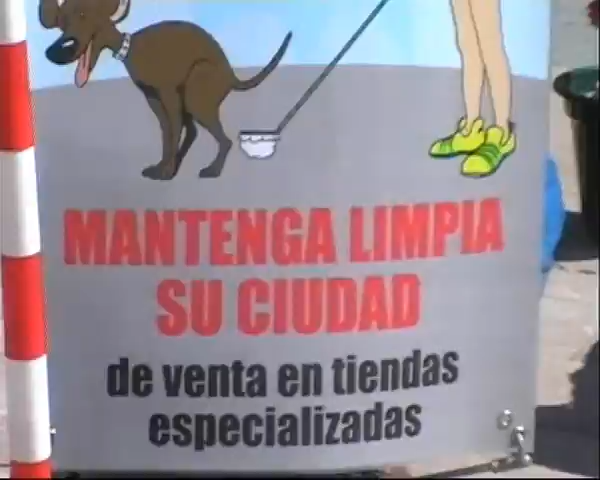 MANTENGA LIMPIA
SU CIUDAD
de venta en tiendas
especializadas